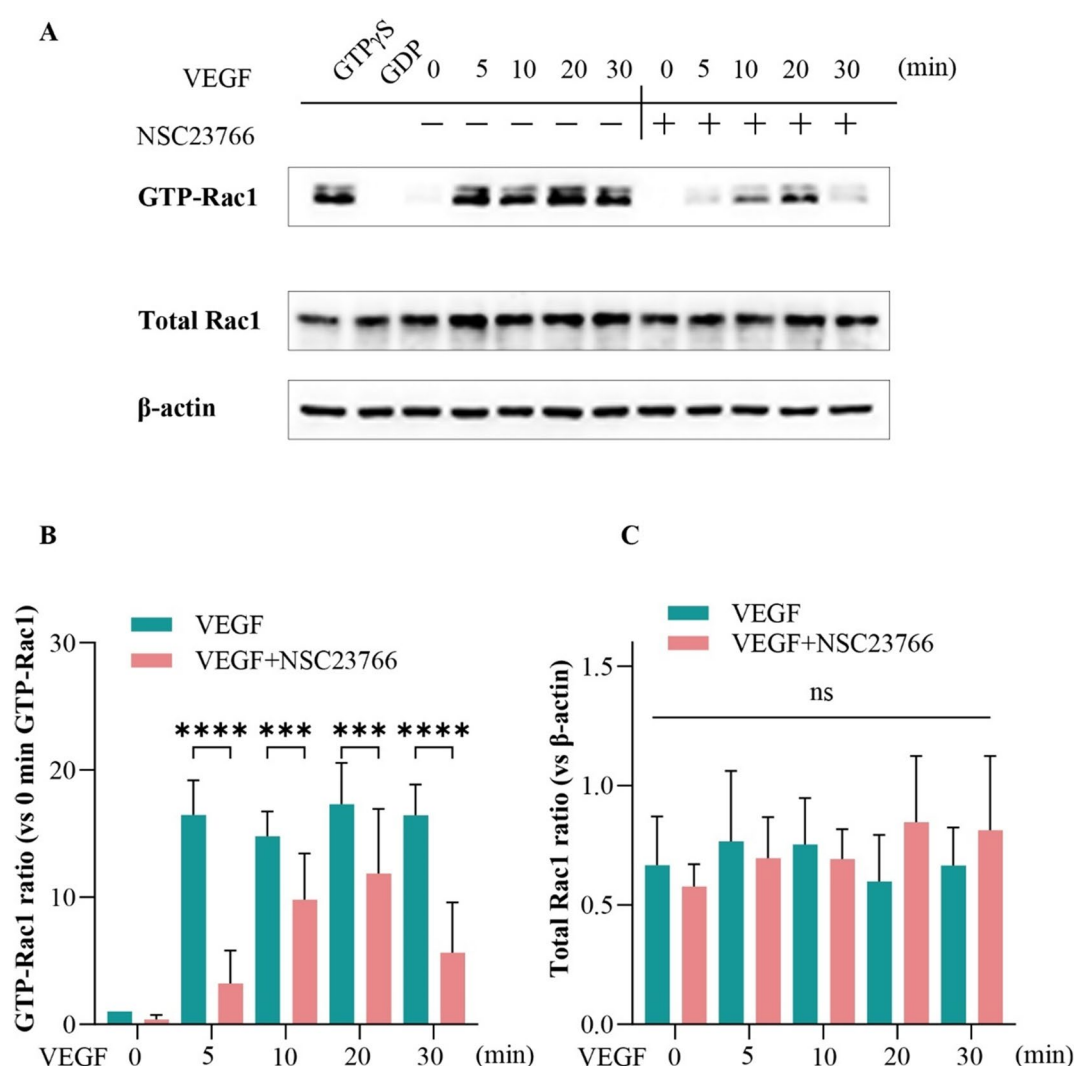 A
VEGF GTPγS GDP 0 5 10 20 30 0 5 10 20 30 (min)
NSC23766 − − − − − + + + + +
GTP-Rac1
Total Rac1
β-actin
B
GTP-Rac1 ratio (vs 0 min GTP-Rac1)
VEGF
VEGF+NSC23766
30
20
10
0
**** *** *** ****
VEGF 0 5 10 20 30 (min)
C
Total Rac1 ratio (vs β-actin)
VEGF
VEGF+NSC23766
ns
1.5
1.0
0.5
0.0
VEGF 0 5 10 20 30 (min)